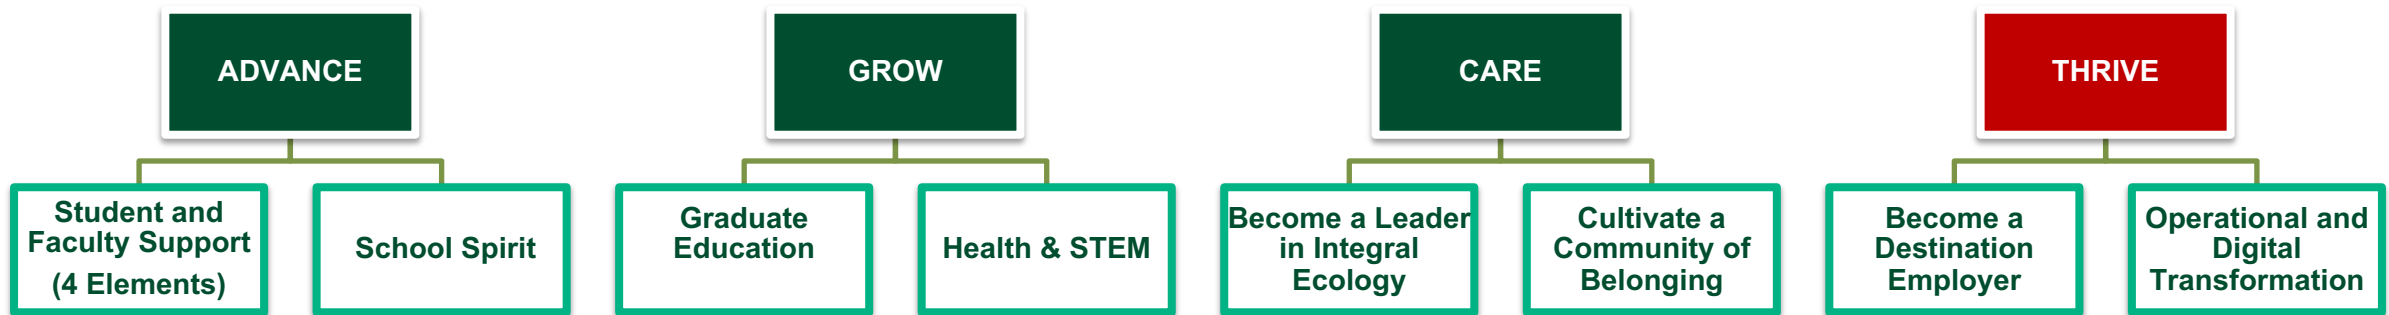 ADVANCE
Student and
Faculty Support
(4 Elements)
School Spirit
GROW
Graduate
Education
Health & STEM
CARE
Become a Leader
in Integral
Ecology
Cultivate a
Community of
Belonging
THRIVE
Become a
Destination
Employer
Operational and
Digital
Transformation